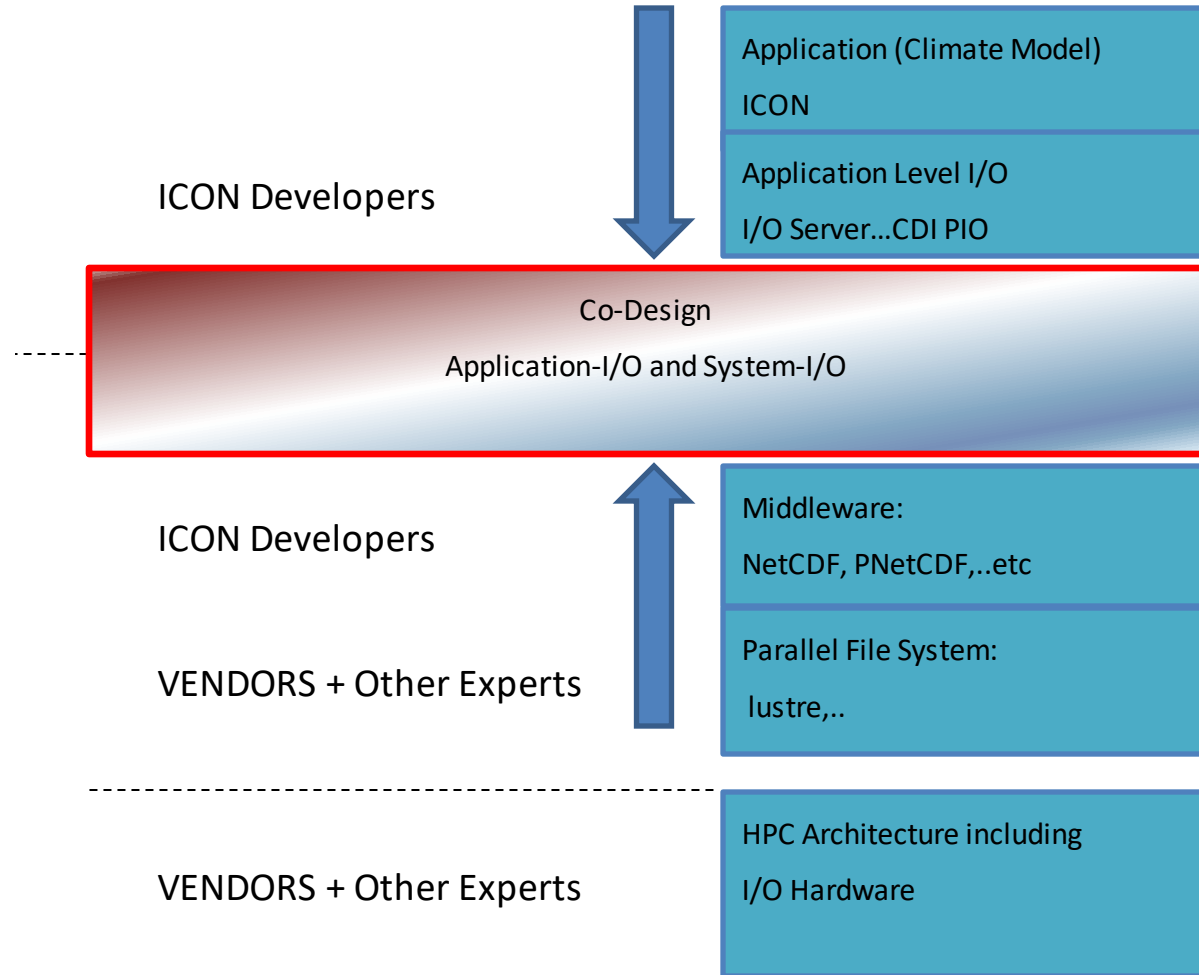 Application (Climate Model)
ICON
ICON Developers
Application Level I/O
I/O Server...CDI PIO
Co-Design
Application-I/O and System-I/O
ICON Developers
Middleware:
NetCDF, PNetCDF,..etc
VENDORS + Other Experts
Parallel File System:
lustre,..
VENDORS + Other Experts
HPC Architecture including
I/O Hardware